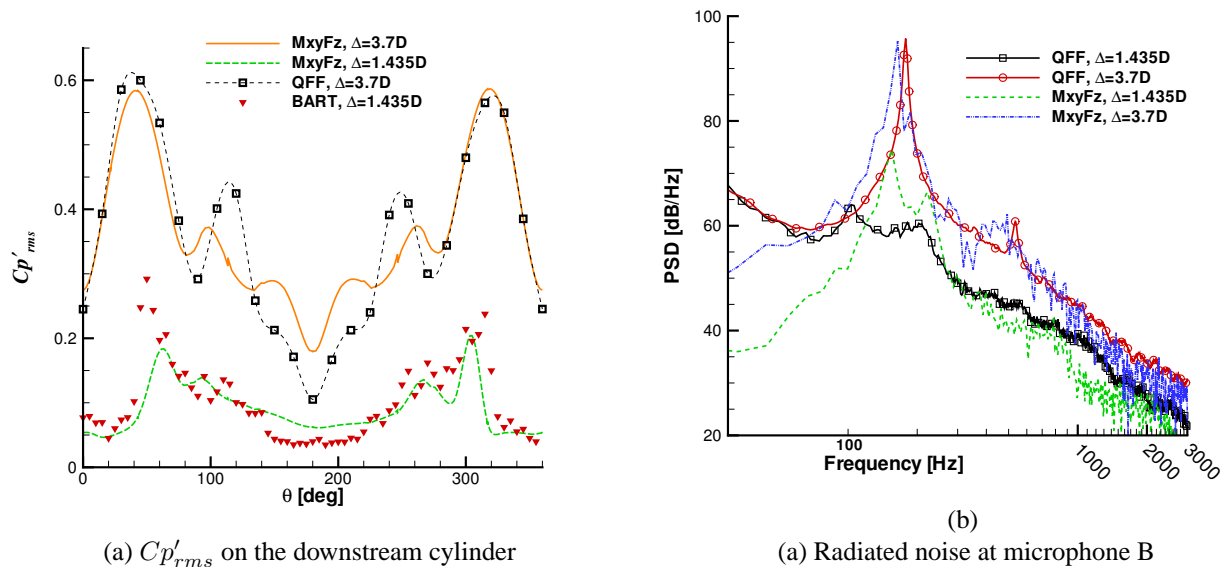 MxyFz, Δ=3.7D
MxyFz, Δ=1.435D
QFF, Δ=3.7D
BART, Δ=1.435D
Cp'rms
0.6
0.4
0.2
0
0
100
200
300
θ [deg]
(a) Cp'rms on the downstream cylinder
QFF, Δ=1.435D
QFF, Δ=3.7D
MxyFz, Δ=1.435D
MxyFz, Δ=3.7D
PSD [dB/Hz]
100
80
60
40
20
100
1000
2000
3000
Frequency [Hz]
(b)
(a) Radiated noise at microphone B